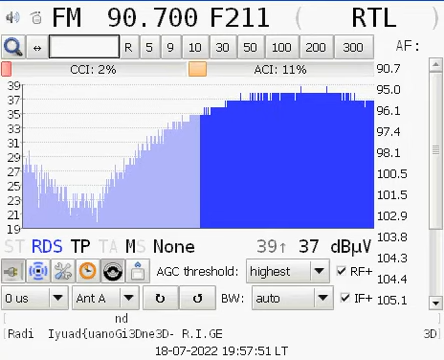 FM 90.700 F211 ( RTL )
R 5 9 10 30 50 100 200 300 AF:
CCI: 2% ACI: 11%
90.7
95.0
96.1
97.4
98.1
100.5
101.5
102.9
103.8
104.3
104.4
105.1
39
37
35
33
31
29
27
25
23
21
19
ST RDS TP TA MS None 39↑ 37 dBµV
AGC threshold: highest RF+
0 us Ant A BW: auto IF+
nd
[Radi Iyuad{uanoGi3Dne3D- R.I.GE 3D]
18-07-2022 19:57:51 LT